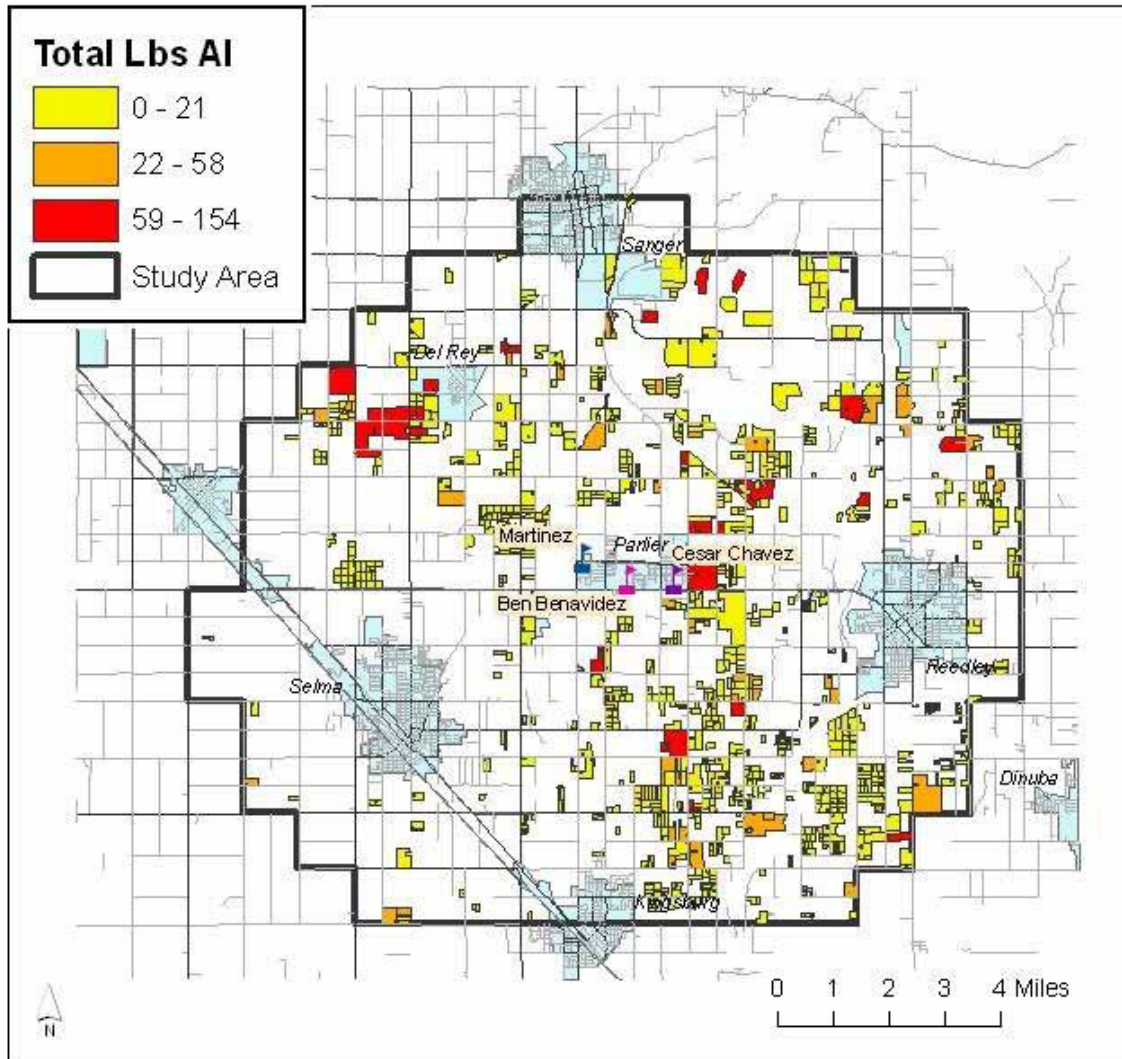 Total Lbs AI
0 - 21
22 - 58
59 - 154
Study Area
Sanger
Del Rey
Martinez
Parlier
Cesar Chavez
Ben Benavidez
Reedley
Selma
Dinuba
Kingsburg
0 1 2 3 4 Miles
N